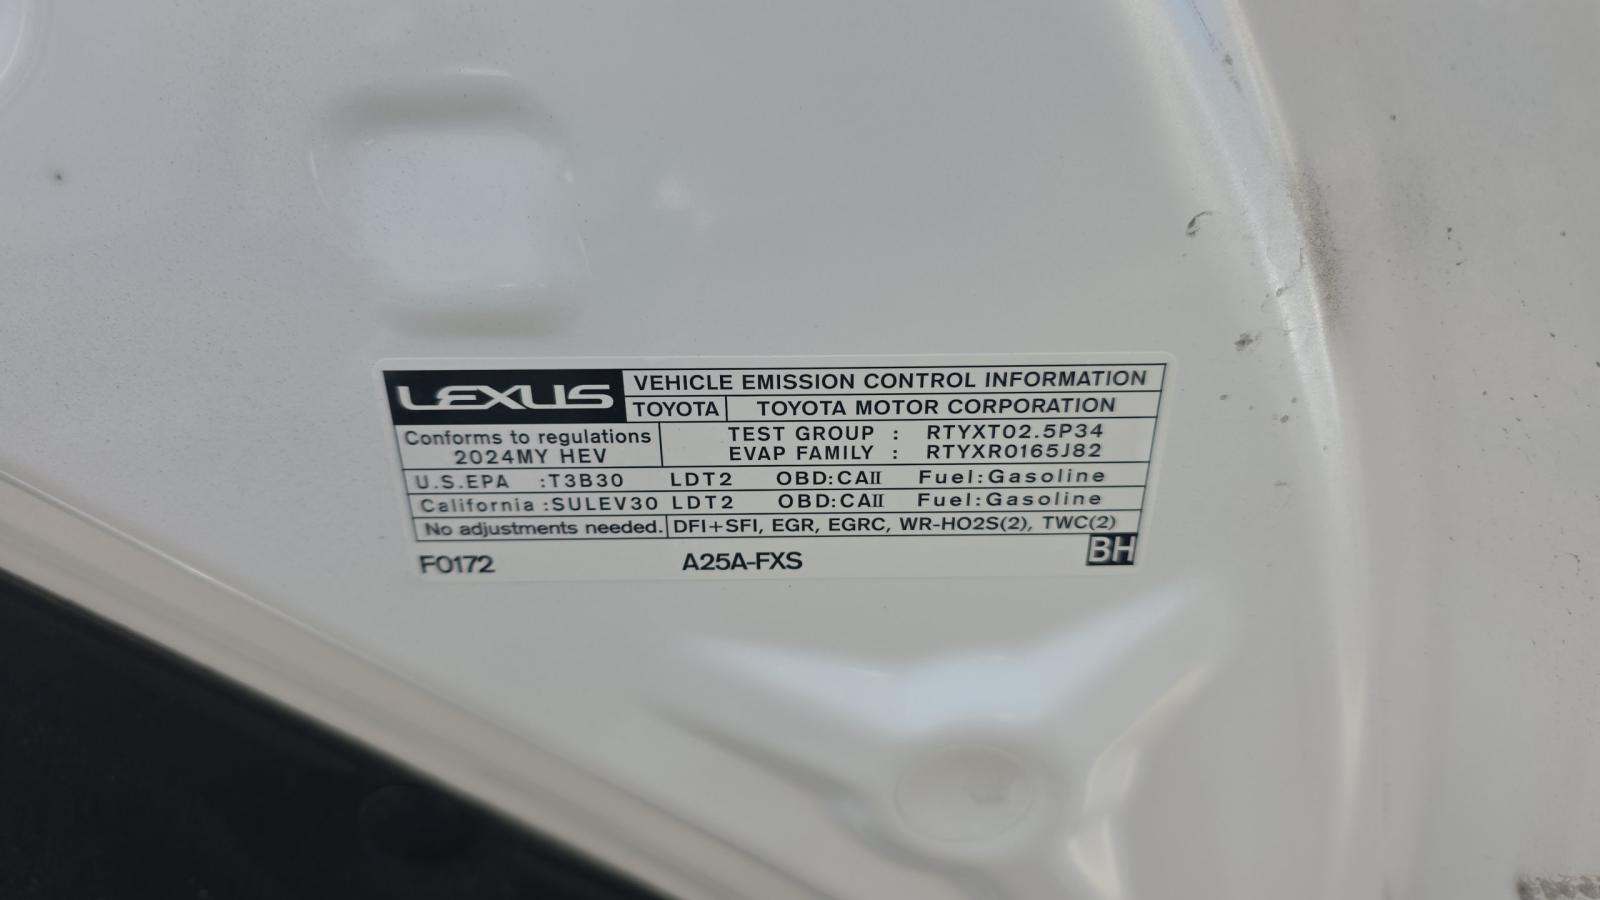 LEXUS
VEHICLE EMISSION CONTROL INFORMATION
TOYOTA TOYOTA MOTOR CORPORATION
Conforms to regulations
2024MY HEV
TEST GROUP : RTYXT02.5P34
EVAP FAMILY : RTYXR0165J82
U.S.EPA :T3B30 LDT2 OBD:CAII Fuel:Gasoline
California:SULEV30 LDT2 OBD:CAII Fuel:Gasoline
No adjustments needed. DFI+SFI, EGR, EGRC, WR-HO2S(2), TWC(2)
F0172 A25A-FXS BH